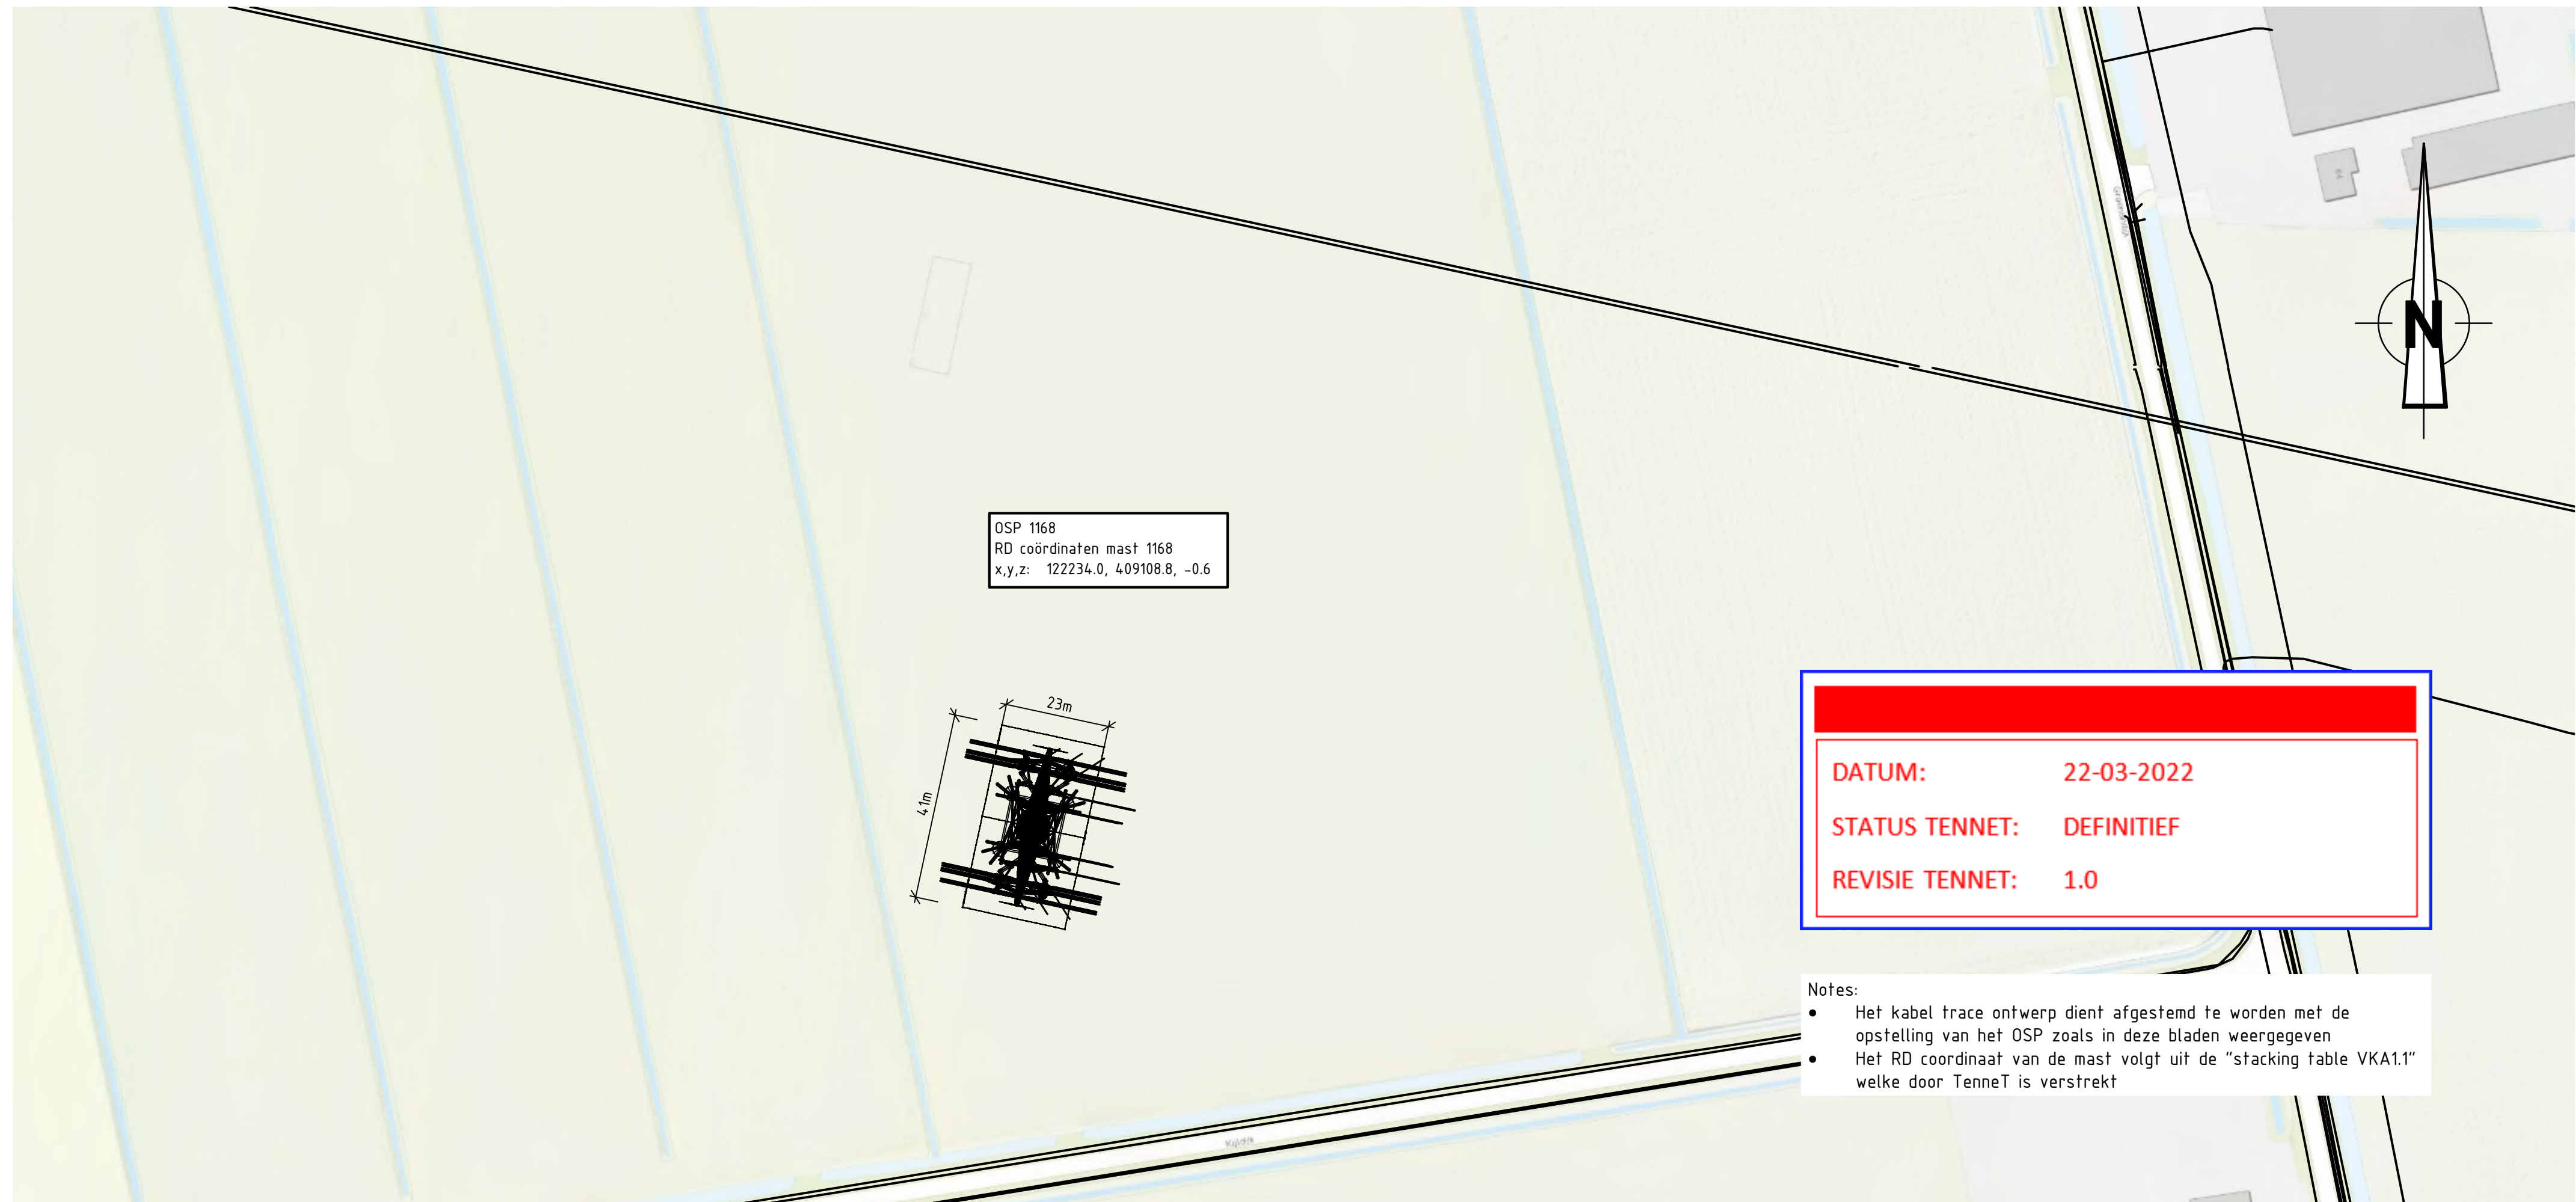 64
N
OSP 1168
RD coördinaten mast 1168
x,y,z: 122234.0, 409108.8, -0.6
23m
41m
DATUM: 22-03-2022
STATUS TENNET: DEFINITIEF
REVISIE TENNET: 1.0
Notes:
• Het kabel trace ontwerp dient afgestemd te worden met de
opstelling van het OSP zoals in deze bladen weergegeven
• Het RD coordinaat van de mast volgt uit de "stacking table VKA1.1"
welke door TenneT is verstrekt